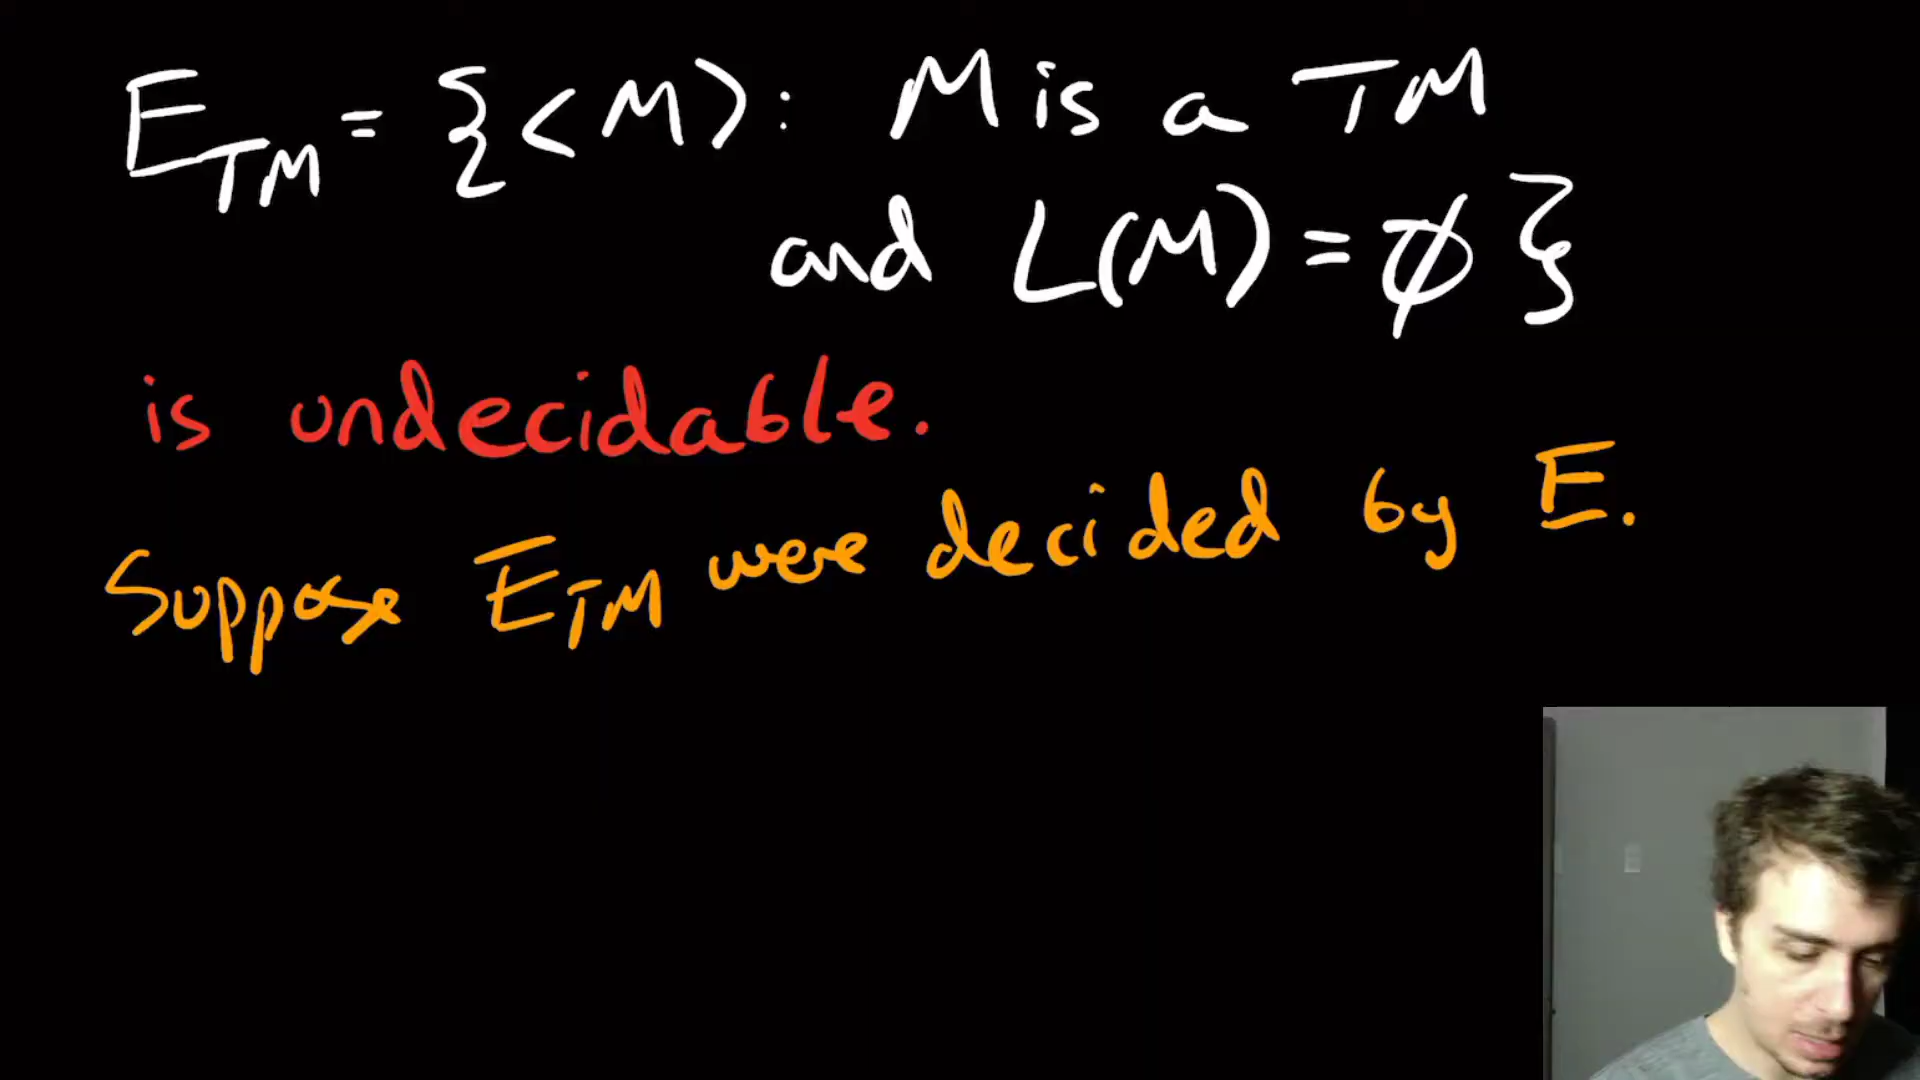 E_TM = {<M>: M is a TM
and L(M) = ∅}
is undecidable.
Suppose E_TM were decided by E.